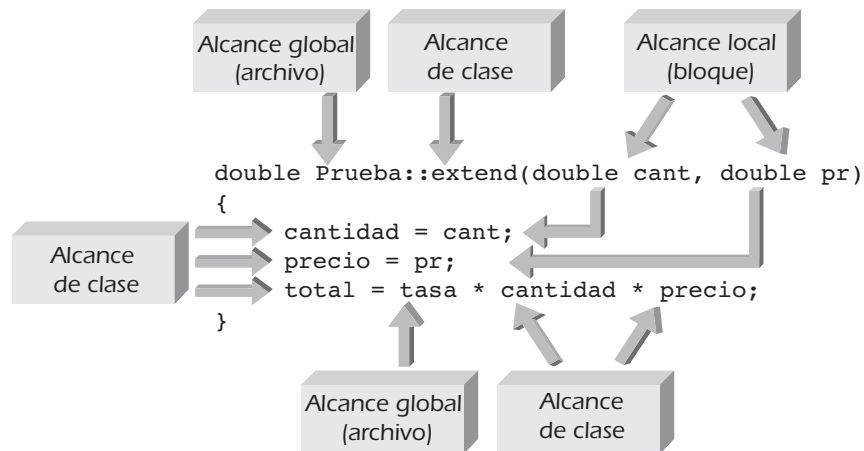 Alcance global
(archivo)
Alcance
de clase
Alcance local
(bloque)
double Prueba::extend(double cant, double pr)
{
cantidad = cant;
precio = pr;
total = tasa * cantidad * precio;
}
Alcance
de clase
Alcance global
(archivo)
Alcance
de clase